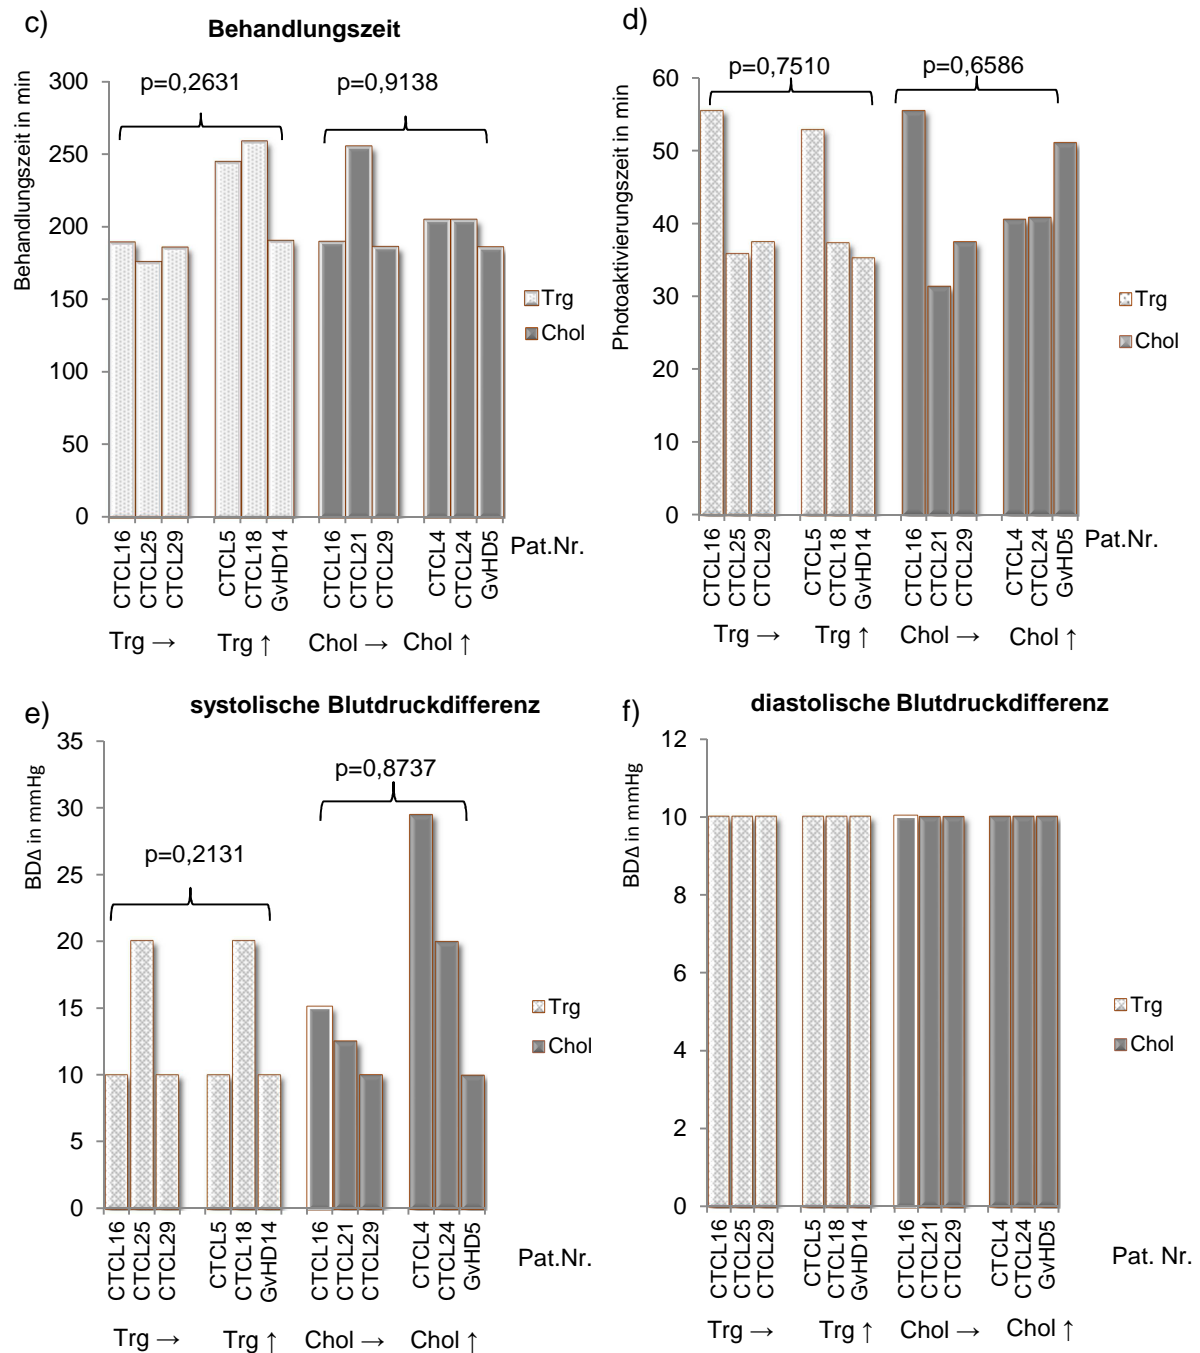 c)
Behandlungszeit
Behandlungszeit in min
300
250
200
150
100
50
0
p=0,2631
p=0,9138
Trg
Chol
CTCL16
CTCL25
CTCL29
CTCL5
CTCL18
GvHD14
CTCL16
CTCL21
CTCL29
CTCL4
CTCL24
GvHD5
Pat.Nr.
Trg → Trg ↑ Chol → Chol ↑
d)
Photoaktivierungszeit in min
60
50
40
30
20
10
0
p=0,7510
p=0,6586
Trg
Chol
CTCL16
CTCL25
CTCL29
CTCL5
CTCL18
GvHD14
CTCL16
CTCL21
CTCL29
CTCL4
CTCL24
GvHD5
Pat.Nr.
Trg → Trg ↑ Chol → Chol ↑
e)
systolische Blutdruckdifferenz
BDΔ in mmHg
35
30
25
20
15
10
5
0
p=0,2131
p=0,8737
Trg
Chol
CTCL16
CTCL25
CTCL29
CTCL5
CTCL18
GvHD14
CTCL16
CTCL21
CTCL29
CTCL4
CTCL24
GvHD5
Pat.Nr.
Trg → Trg ↑ Chol → Chol ↑
f)
diastolische Blutdruckdifferenz
BDΔ in mmHg
12
10
8
6
4
2
0
Trg
Chol
CTCL16
CTCL25
CTCL29
CTCL5
CTCL18
GvHD14
CTCL16
CTCL21
CTCL29
CTCL4
CTCL24
GvHD5
Pat. Nr.
Trg → Trg ↑ Chol → Chol ↑